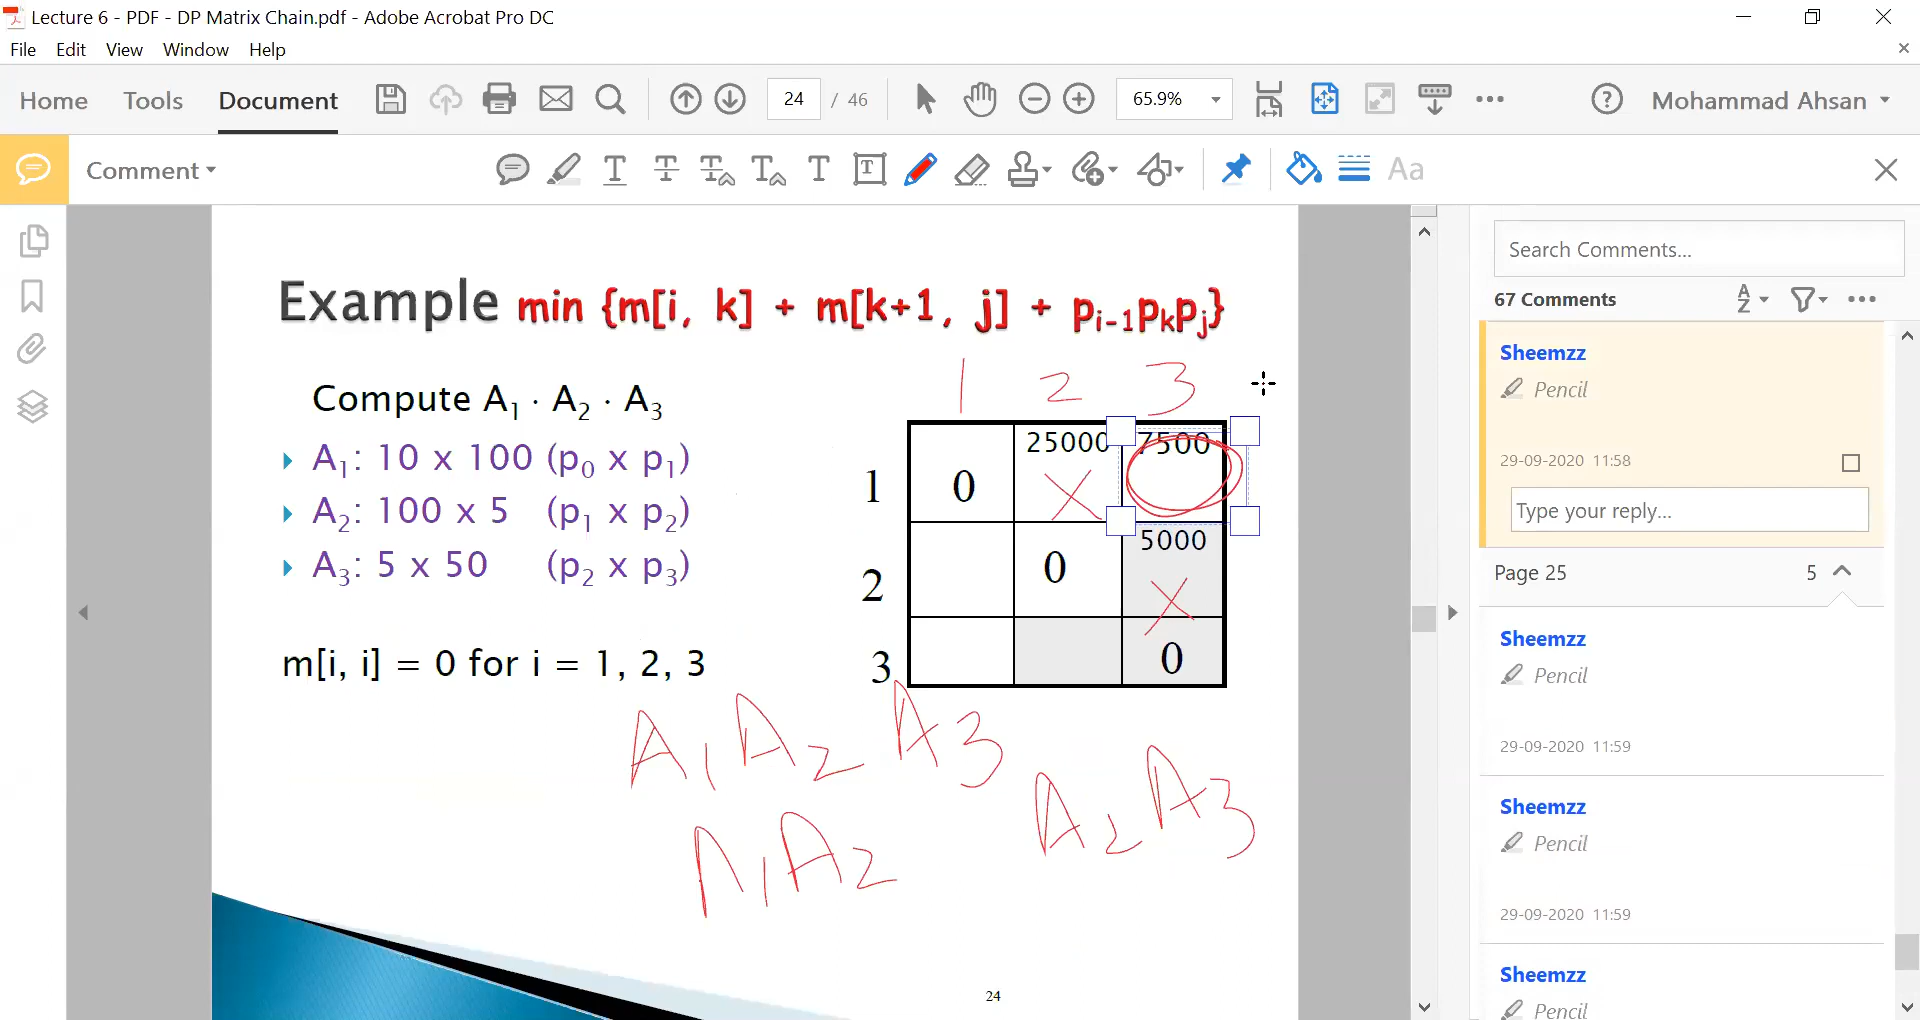 Lecture 6 - PDF - DP Matrix Chain.pdf - Adobe Acrobat Pro DC
File Edit View Window Help
Home Tools Document 24 / 46 65.9% Mohammad Ahsan
Comment
Aa
Example min {m[i, k] + m[k+1, j] + pᵢ₋₁pₖpⱼ}
Compute A₁ · A₂ · A₃
A₁: 10 x 100 (p₀ x p₁)
A₂: 100 x 5 (p₁ x p₂)
A₃: 5 x 50 (p₂ x p₃)
m[i, i] = 0 for i = 1, 2, 3
1 2 3
25000 7500
1 0
5000
2 0
3 0
A₁A₂A₃
A₁A₂
A₂A₃
24
Search Comments...
67 Comments
Sheemzz
Pencil
29-09-2020 11:58
Type your reply...
Page 25 5
Sheemzz
Pencil
29-09-2020 11:59
Sheemzz
Pencil
29-09-2020 11:59
Sheemzz
Pencil